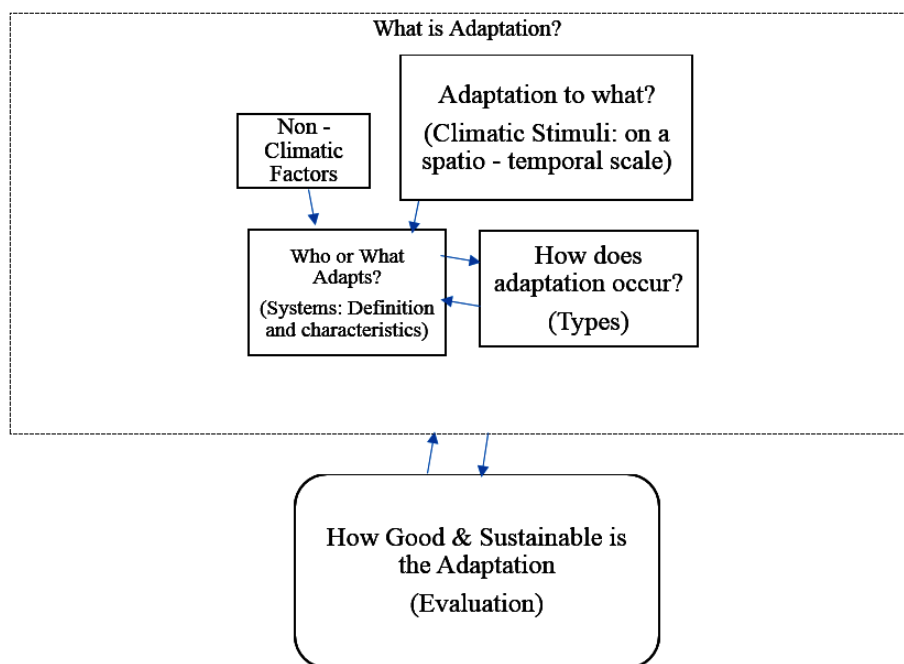 What is Adaptation?
Adaptation to what?
(Climatic Stimuli: on a
spatio - temporal scale)
Non -
Climatic
Factors
Who or What
Adapts?
(Systems: Definition
and characteristics)
How does
adaptation occur?
(Types)
How Good & Sustainable is
the Adaptation
(Evaluation)